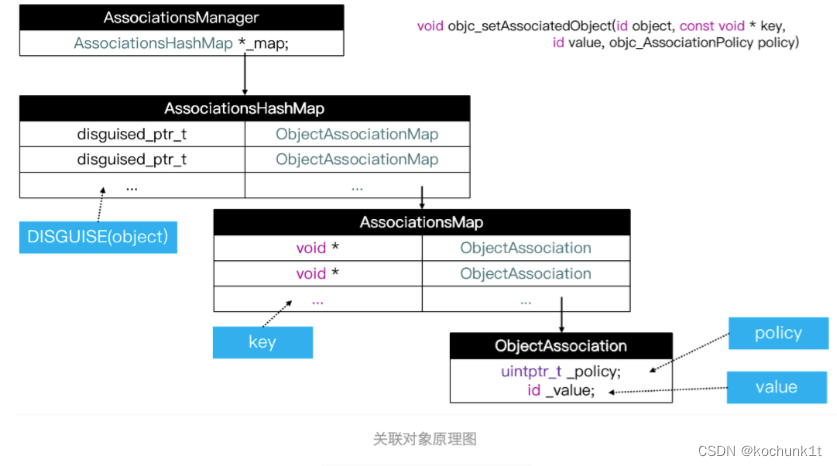 AssociationsManager
AssociationsHashMap *_map;
void objc_setAssociatedObject(id object, const void * key,
id value, objc_AssociationPolicy policy)
AssociationsHashMap
disguised_ptr_t ObjectAssociationMap
disguised_ptr_t ObjectAssociationMap
... ...
DISGUISE(object)
AssociationsMap
void * ObjectAssociation
void * ObjectAssociation
... ...
key
ObjectAssociation
uintptr_t _policy;
id _value;
policy
value
关联对象原理图
CSDN @kochunk1t